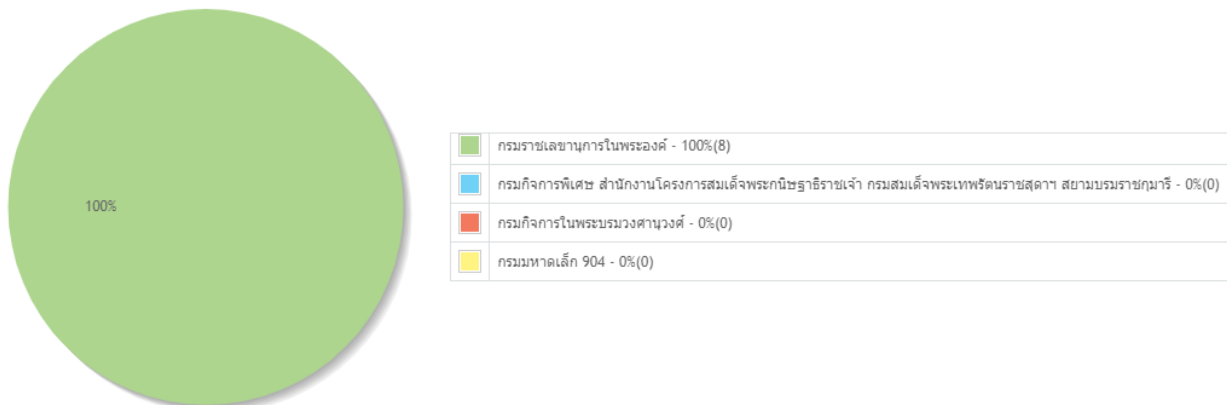 100%
กรมราชเลขานุการในพระองค์ - 100%(8)
กรมกิจการพิเศษ สำนักงานโครงการสมเด็จพระกนิษฐาธิราชเจ้า กรมสมเด็จพระเทพรัตนราชสุดาฯ สยามบรมราชกุมารี - 0%(0)
กรมกิจการในพระบรมวงศานุวงศ์ - 0%(0)
กรมมหาดเล็ก 904 - 0%(0)